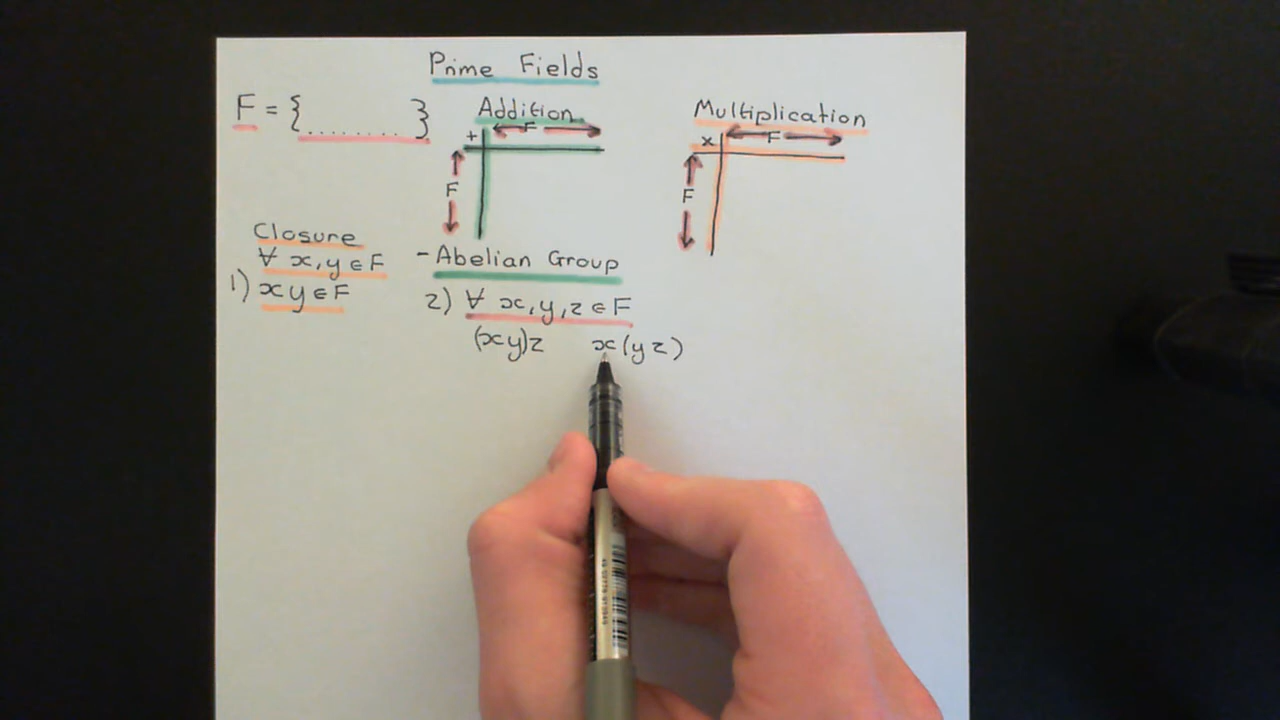 Prime Fields
F = {.........}
Addition
+ F
F
Multiplication
x F
F
Closure
∀ x, y ∈ F
1) xy ∈ F
- Abelian Group
2) ∀ x, y, z ∈ F
(xy)z x(yz)